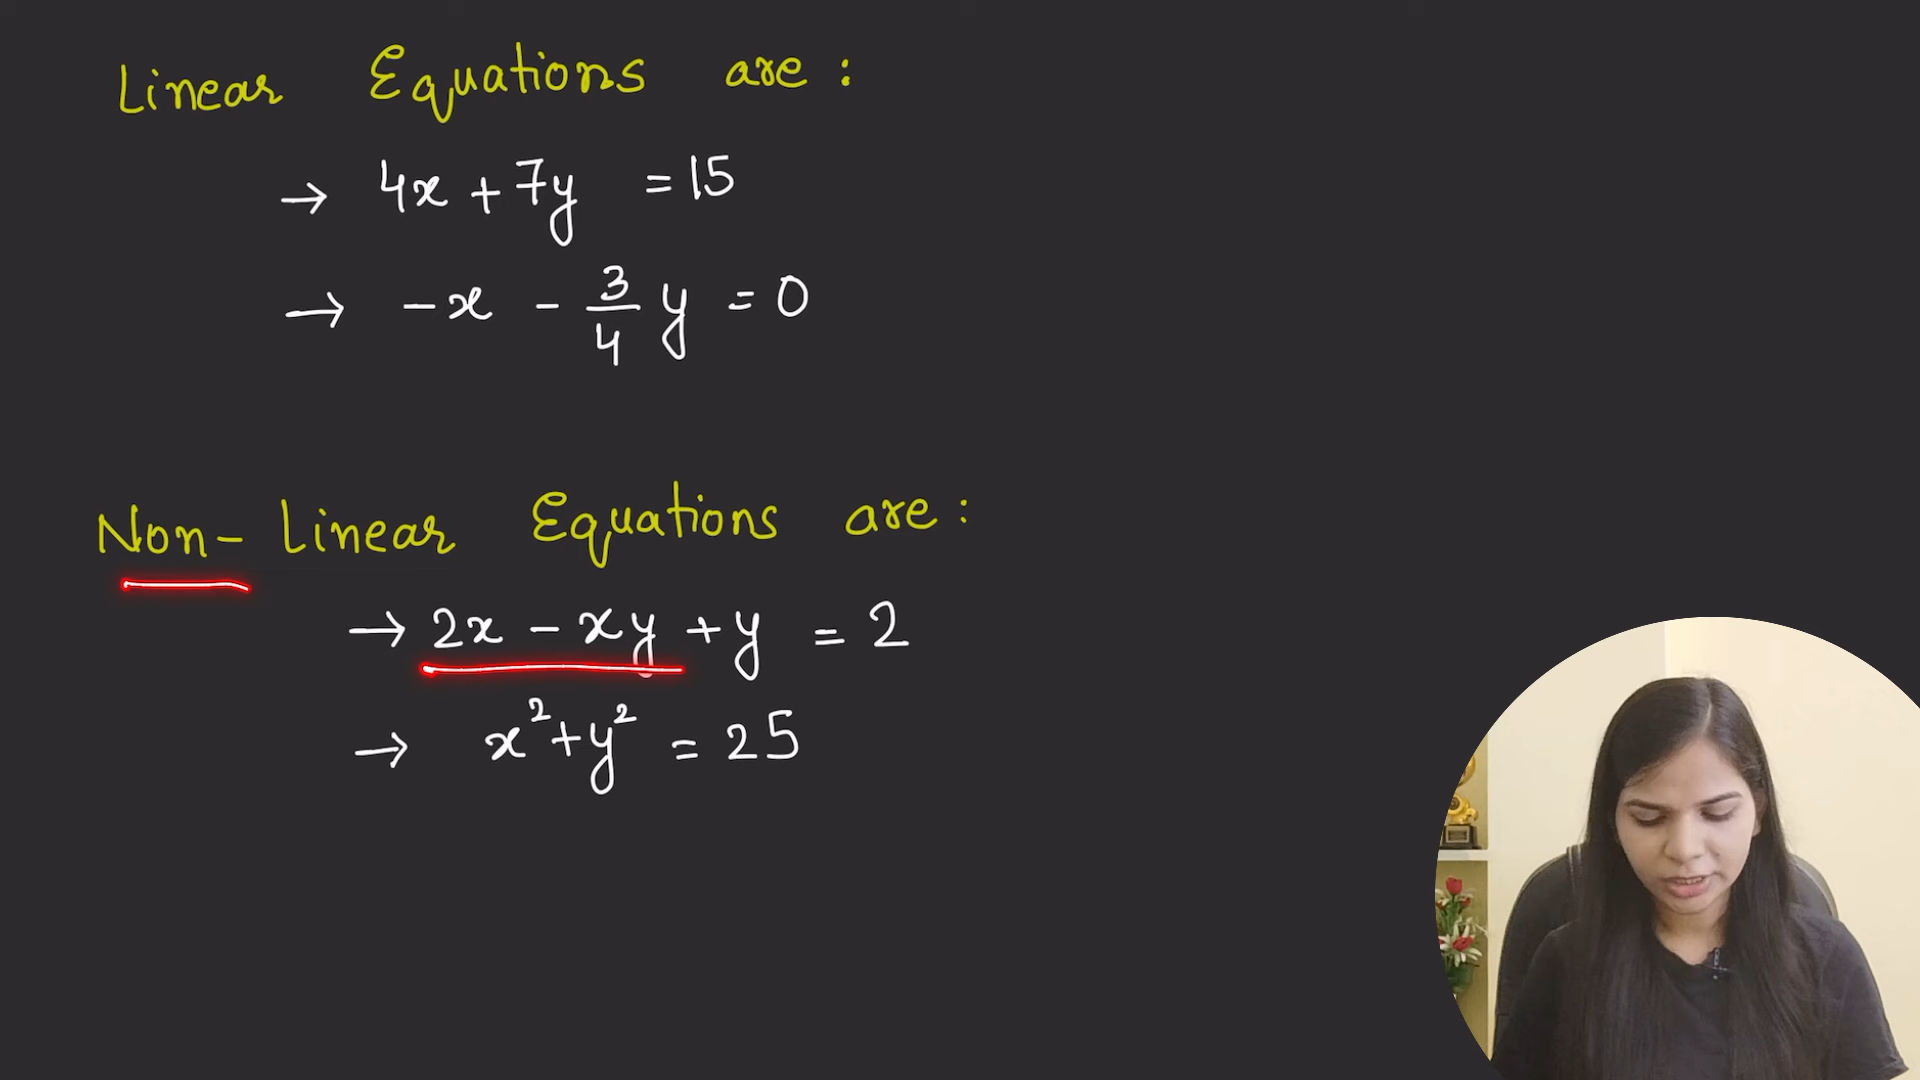 Linear Equations are :
→ 4x + 7y = 15
→ -x - 3/4 y = 0
Non- Linear Equations are :
→ 2x - xy + y = 2
→ x² + y² = 25